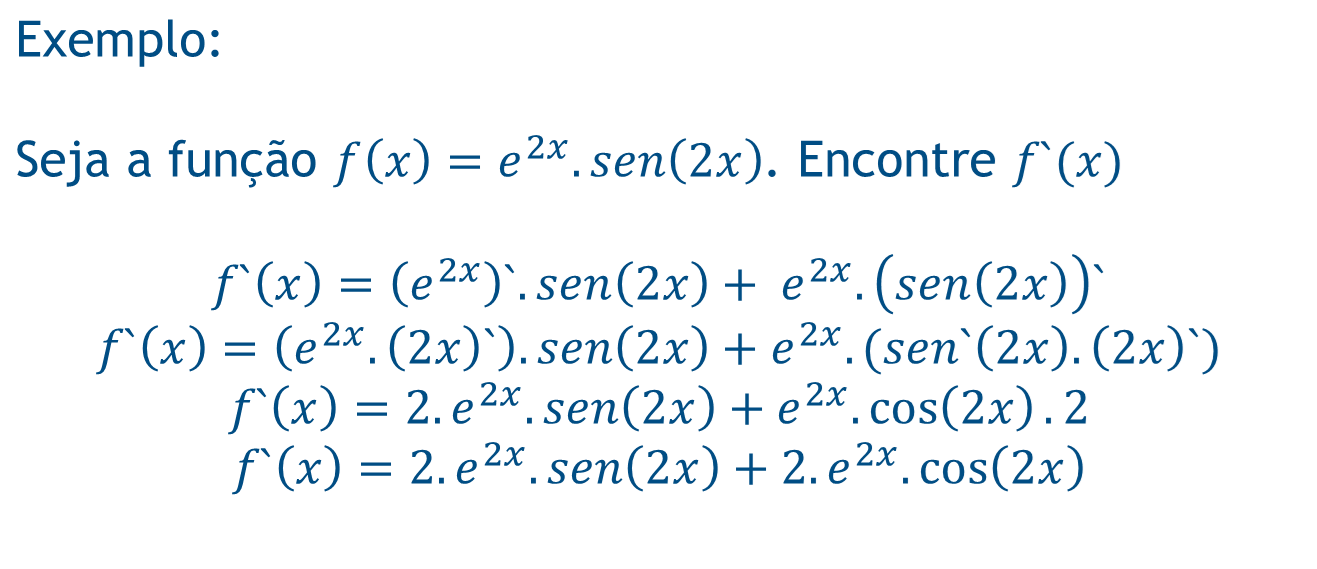 Exemplo:
Seja a função f(x) = e^{2x}.sen(2x). Encontre f`(x)
f`(x) = (e^{2x})`.sen(2x) + e^{2x}.(sen(2x))`
f`(x) = (e^{2x}.(2x)`).sen(2x) + e^{2x}.(sen`(2x).(2x)`)
f`(x) = 2.e^{2x}.sen(2x) + e^{2x}.cos(2x).2
f`(x) = 2.e^{2x}.sen(2x) + 2.e^{2x}.cos(2x)